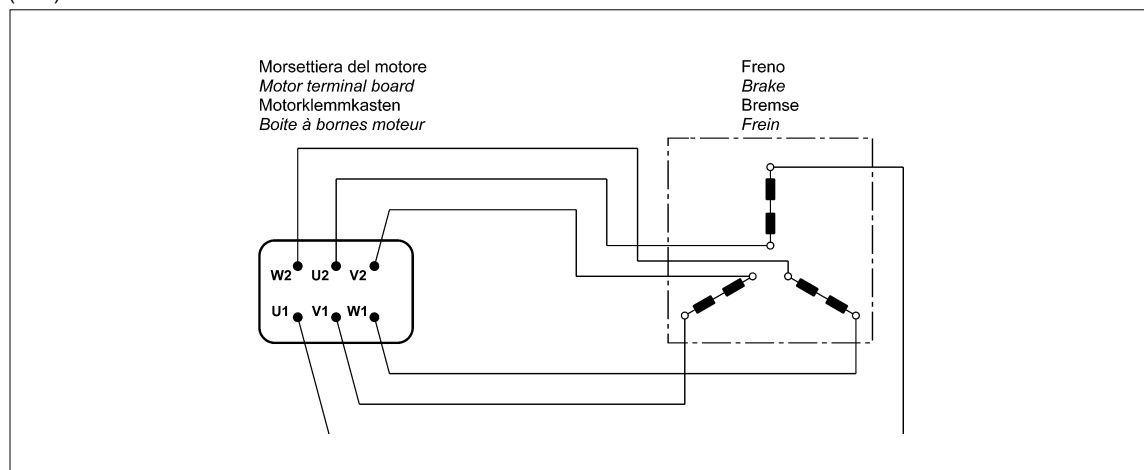 Morsettiera del motore
Motor terminal board
Motorklemmkasten
Boite à bornes moteur
Freno
Brake
Bremse
Frein
W2 U2 V2
U1 V1 W1